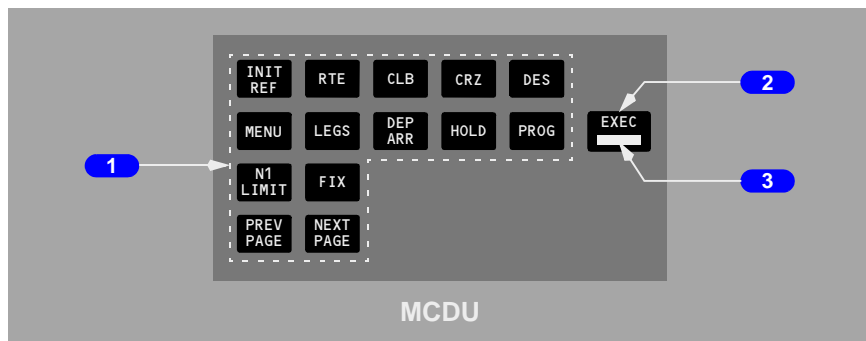 INIT
REF
RTE
CLB
CRZ
DES
2
EXEC
MENU
LEGS
DEP
ARR
HOLD
PROG
1
N1
LIMIT
FIX
3
PREV
PAGE
NEXT
PAGE
MCDU